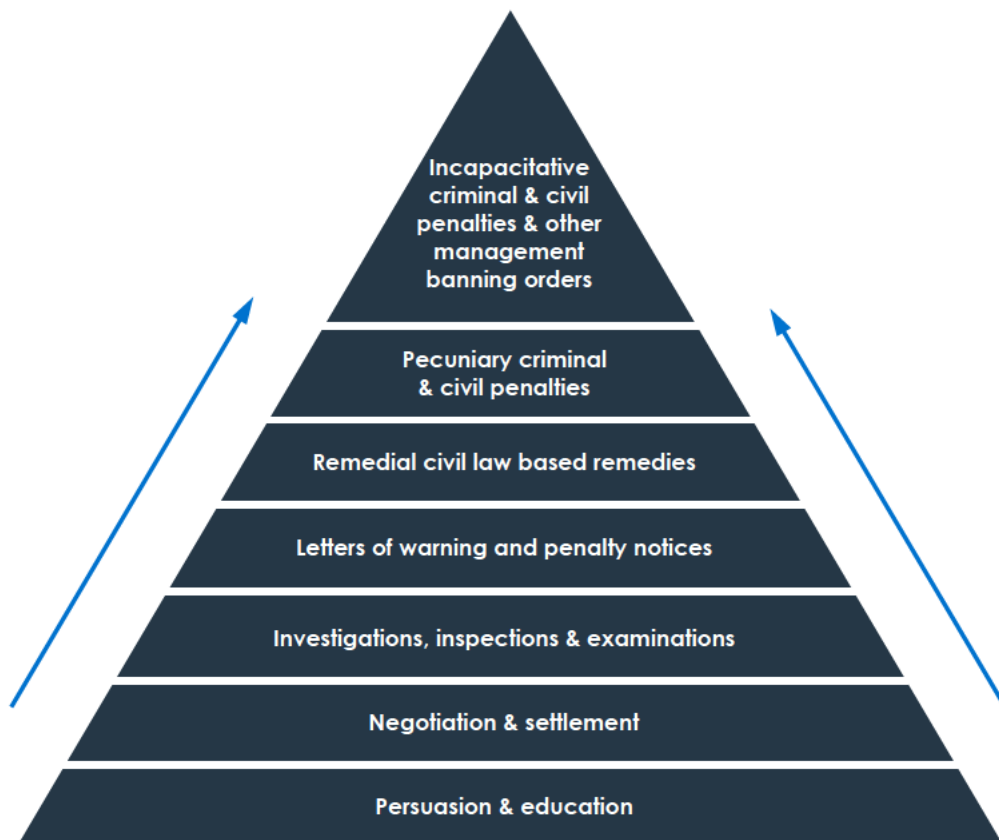 Incapacitative
criminal & civil
penalties & other
management
banning orders
Pecuniary criminal
& civil penalties
Remedial civil law based remedies
Letters of warning and penalty notices
Investigations, inspections & examinations
Negotiation & settlement
Persuasion & education